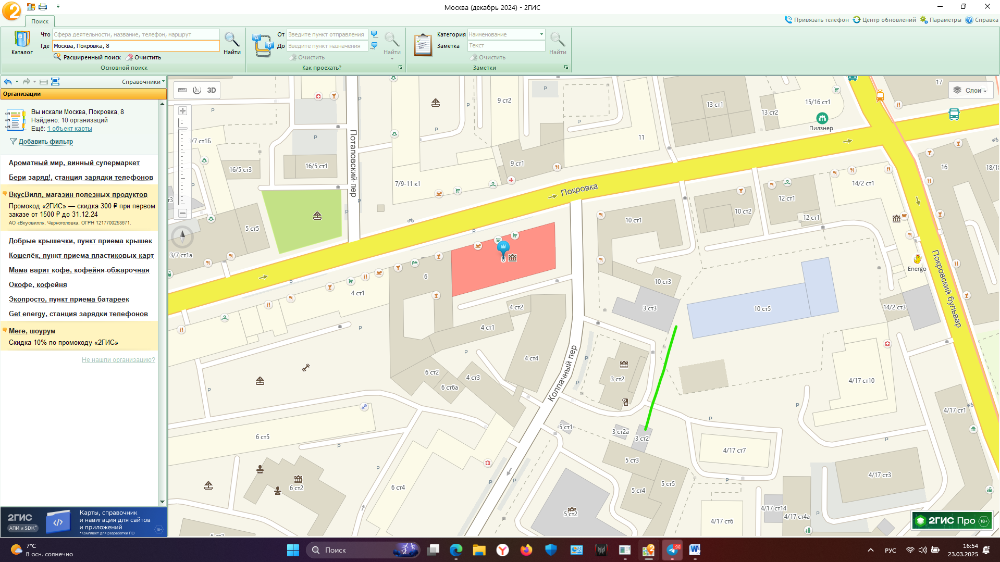 Москва (декабрь 2024) - 2ГИС
Поиск
Привязать телефон
Центр обновлений
Параметры
Справка
Каталог
Что
Сфера деятельности, название, телефон, маршрут
Где
Москва, Покровка, 8
Расширенный поиск
Очистить
Найти
Основной поиск
От
Введите пункт отправления
До
Введите пункт назначения
Очистить
Найти
Как проехать?
Категория
Наименование
Заметка
Текст
Очистить
Найти
Заметки
Справочники
Организации
Вы искали Москва, Покровка, 8
Найдено: 10 организаций
Ещё: 1 объект карты
Добавить фильтр
Ароматный мир, винный супермаркет
Бери заряд!, станция зарядки телефонов
ВкусВилл, магазин полезных продуктов
Промокод «2ГИС» — скидка 300 ₽ при первом
заказе от 1500 ₽ до 31.12.24
АО «Вкусвилл», Черноголовка, ОГРН 1217700253671.
Добрые крышечки, пункт приема крышек
Кошелёк, пункт приема пластиковых карт
Мама варит кофе, кофейня-обжарочная
Окофе, кофейня
Экопросто, пункт приема батареек
Get energy, станция зарядки телефонов
Меге, шоурум
Скидка 10% по промокоду «2ГИС»
Не нашли организацию?
2ГИС
АПИ и SDK*
Карты, справочник
и навигация для сайтов
и приложений
*Комплект для разработки ПО
18+
3D
Слои
17
9 ст2
13 ст1
13 ст2
15/16 ст1
Пилзнер
11
3/7 ст1Б
16/5 ст3
16/5 ст1
Потаповский пер
9 ст1
7/9-11 к1
Покровка
16
18/18
14/2 ст1
12 ст1
12 ст1
10 ст2
10 ст1
5 ст5
3/7 ст1а
6
4 ст1
10 ст3
3 ст3
10 ст5
14/2 ст3
Energo
Покровский бульвар
4 ст2
4 ст1
4 ст4
4 ст3
6 ст2
6 ст6а
Колпачный пер
3 ст2
4/17 ст10
4/17 ст1
6 ст5
5 ст1
3 ст2а
3 ст2
5 ст3
4/17 ст7
4/17 ст3
6 ст2
6 ст4
5 ст4
5 ст5
5 ст2
4/17 ст14
4/17 ст4а
4/17 ст6
2ГИС Про
18+
7°C
В осн. солнечно
Поиск
90
РУС
16:54
23.03.2025